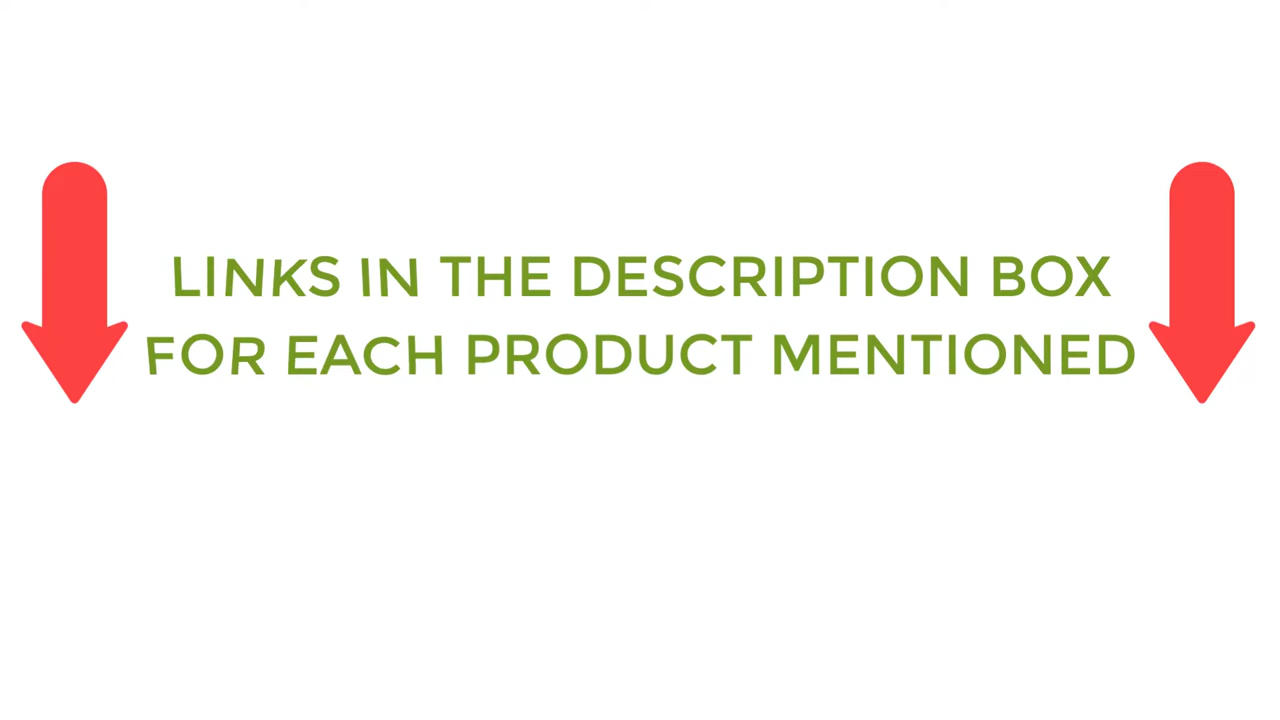 LINKS IN THE DESCRIPTION BOX
FOR EACH PRODUCT MENTIONED